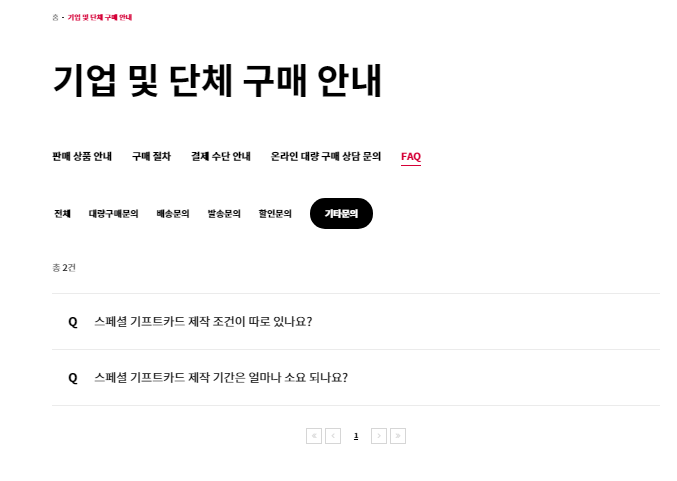 홈 • 기업 및 단체 구매 안내
기업 및 단체 구매 안내
판매 상품 안내 구매 절차 결제 수단 안내 온라인 대량 구매 상담 문의 FAQ
전체 대량구매문의 배송문의 발송문의 할인문의 기타문의
총 2건
Q 스페셜 기프트카드 제작 조건이 따로 있나요?
Q 스페셜 기프트카드 제작 기간은 얼마나 소요 되나요?
« ‹ 1 › »